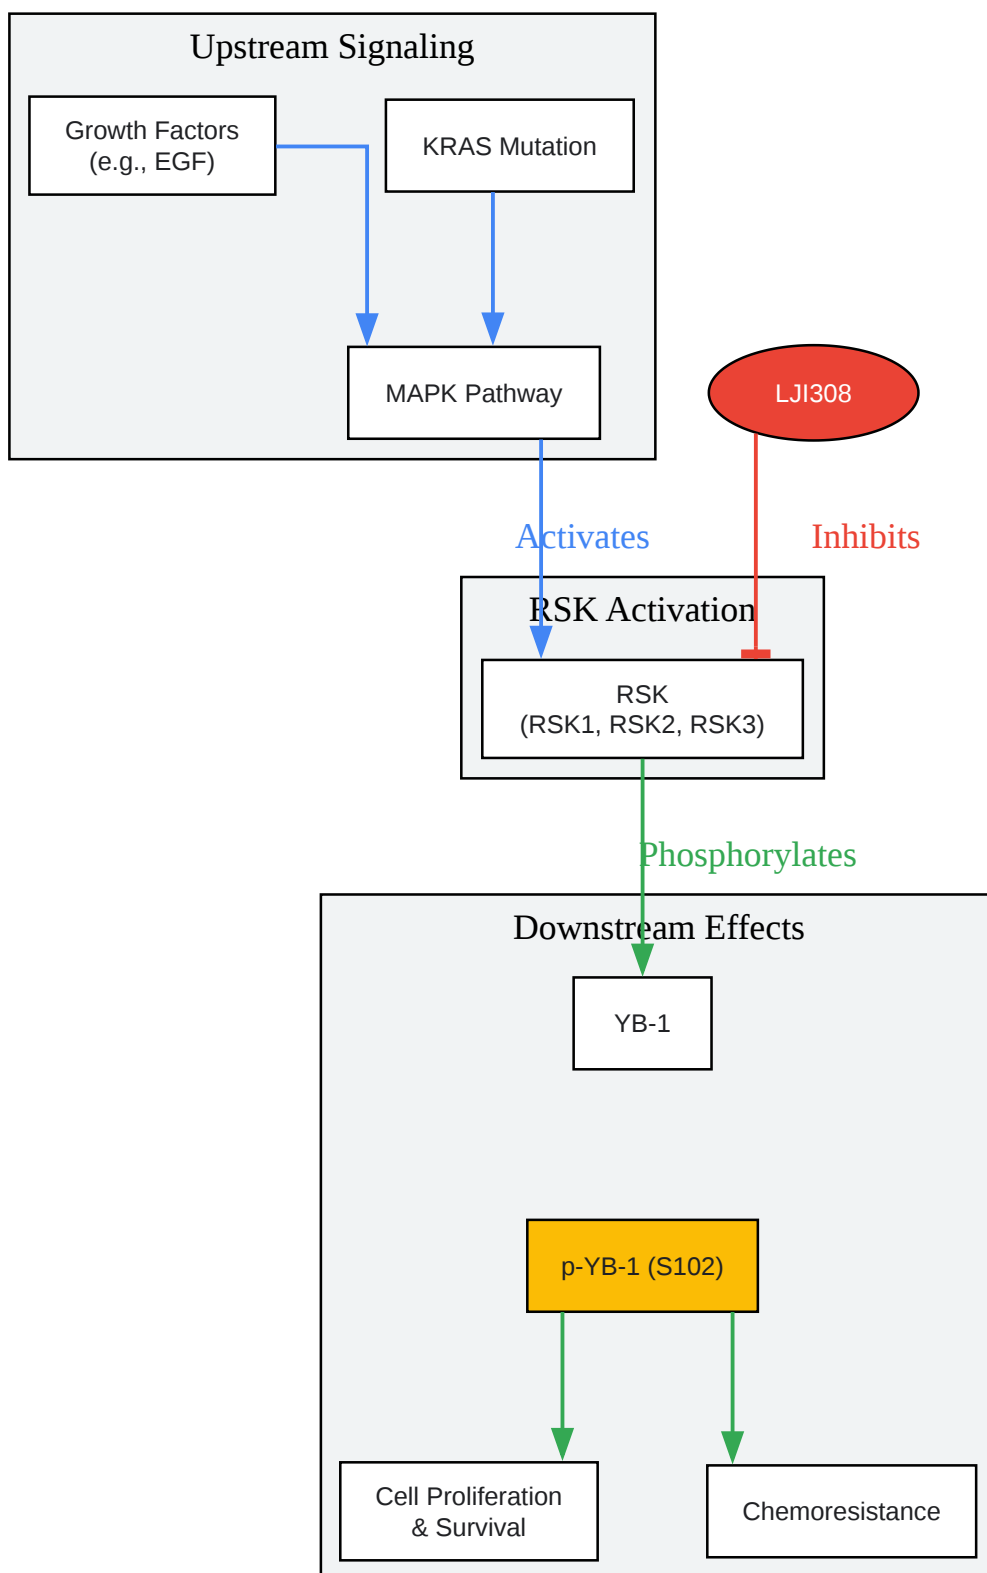 Upstream Signaling
Growth Factors
(e.g., EGF)
KRAS Mutation
MAPK Pathway
LJI308
Activates
Inhibits
RSK Activation
RSK
(RSK1, RSK2, RSK3)
Phosphorylates
Downstream Effects
YB-1
p-YB-1 (S102)
Cell Proliferation
& Survival
Chemoresistance